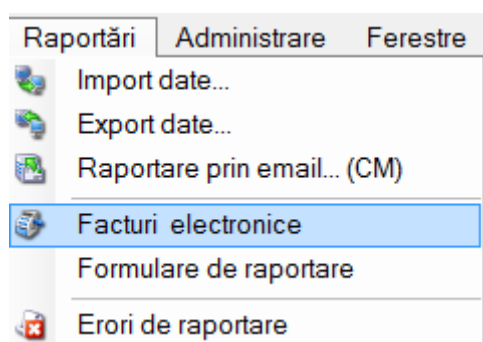 Raportări Administrare Ferestre
Import date...
Export date...
Raportare prin email... (CM)
Facturi electronice
Formulare de raportare
Erori de raportare